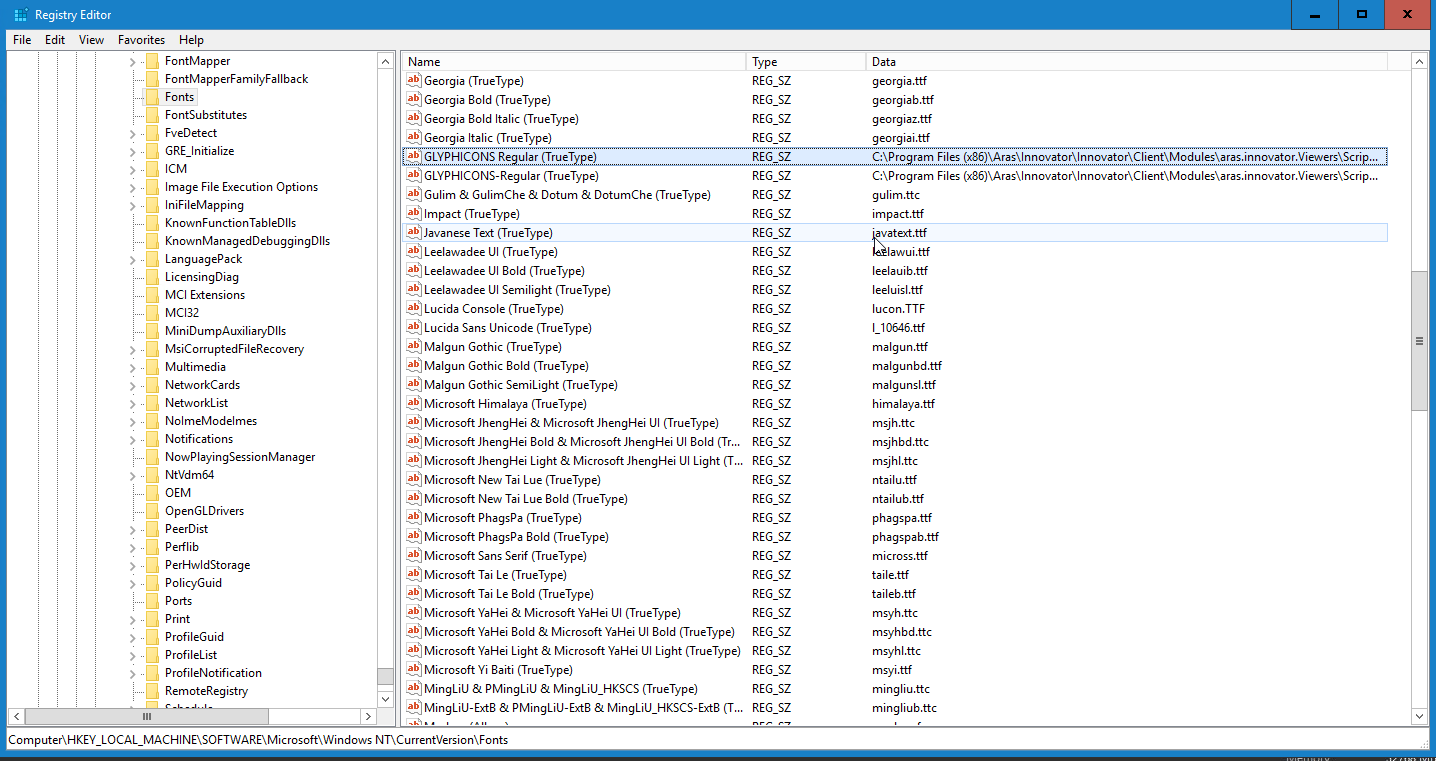 Registry Editor
File Edit View Favorites Help
FontMapper
FontMapperFamilyFallback
Fonts
FontSubstitutes
FveDetect
GRE_Initialize
ICM
Image File Execution Options
IniFileMapping
KnownFunctionTableDlls
KnownManagedDebuggingDlls
LanguagePack
LicensingDiag
MCI Extensions
MCI32
MiniDumpAuxiliaryDlls
MsiCorruptedFileRecovery
Multimedia
NetworkCards
NetworkList
NoImeModeImes
Notifications
NowPlayingSessionManager
NtVdm64
OEM
OpenGLDrivers
PeerDist
Perflib
PerHwIdStorage
PolicyGuid
Ports
Print
ProfileGuid
ProfileList
ProfileNotification
RemoteRegistry
Schedule
Name Type Data
Georgia (TrueType) REG_SZ georgia.ttf
Georgia Bold (TrueType) REG_SZ georgiab.ttf
Georgia Bold Italic (TrueType) REG_SZ georgiaz.ttf
Georgia Italic (TrueType) REG_SZ georgiai.ttf
GLYPHICONS Regular (TrueType) REG_SZ C:\Program Files (x86)\Aras\Innovator\Innovator\Client\Modules\aras.innovator.Viewers\Scrip...
GLYPHICONS-Regular (TrueType) REG_SZ C:\Program Files (x86)\Aras\Innovator\Innovator\Client\Modules\aras.innovator.Viewers\Scrip...
Gulim & GulimChe & Dotum & DotumChe (TrueType) REG_SZ gulim.ttc
Impact (TrueType) REG_SZ impact.ttf
Javanese Text (TrueType) REG_SZ javatext.ttf
Leelawadee UI (TrueType) REG_SZ leelawui.ttf
Leelawadee UI Bold (TrueType) REG_SZ leelauib.ttf
Leelawadee UI Semilight (TrueType) REG_SZ leeluisl.ttf
Lucida Console (TrueType) REG_SZ lucon.TTF
Lucida Sans Unicode (TrueType) REG_SZ l_10646.ttf
Malgun Gothic (TrueType) REG_SZ malgun.ttf
Malgun Gothic Bold (TrueType) REG_SZ malgunbd.ttf
Malgun Gothic SemiLight (TrueType) REG_SZ malgunsl.ttf
Microsoft Himalaya (TrueType) REG_SZ himalaya.ttf
Microsoft JhengHei & Microsoft JhengHei UI (TrueType) REG_SZ msjh.ttc
Microsoft JhengHei Bold & Microsoft JhengHei UI Bold (Tr... REG_SZ msjhbd.ttc
Microsoft JhengHei Light & Microsoft JhengHei UI Light (T... REG_SZ msjhl.ttc
Microsoft New Tai Lue (TrueType) REG_SZ ntailu.ttf
Microsoft New Tai Lue Bold (TrueType) REG_SZ ntailub.ttf
Microsoft PhagsPa (TrueType) REG_SZ phagspa.ttf
Microsoft PhagsPa Bold (TrueType) REG_SZ phagspab.ttf
Microsoft Sans Serif (TrueType) REG_SZ micross.ttf
Microsoft Tai Le (TrueType) REG_SZ taile.ttf
Microsoft Tai Le Bold (TrueType) REG_SZ taileb.ttf
Microsoft YaHei & Microsoft YaHei UI (TrueType) REG_SZ msyh.ttc
Microsoft YaHei Bold & Microsoft YaHei UI Bold (TrueType) REG_SZ msyhbd.ttc
Microsoft YaHei Light & Microsoft YaHei UI Light (TrueType) REG_SZ msyhl.ttc
Microsoft Yi Baiti (TrueType) REG_SZ msyi.ttf
MingLiU & PMingLiU & MingLiU_HKSCS (TrueType) REG_SZ mingliu.ttc
MingLiU-ExtB & PMingLiU-ExtB & MingLiU_HKSCS-ExtB (T... REG_SZ mingliub.ttc
Computer\HKEY_LOCAL_MACHINE\SOFTWARE\Microsoft\Windows NT\CurrentVersion\Fonts